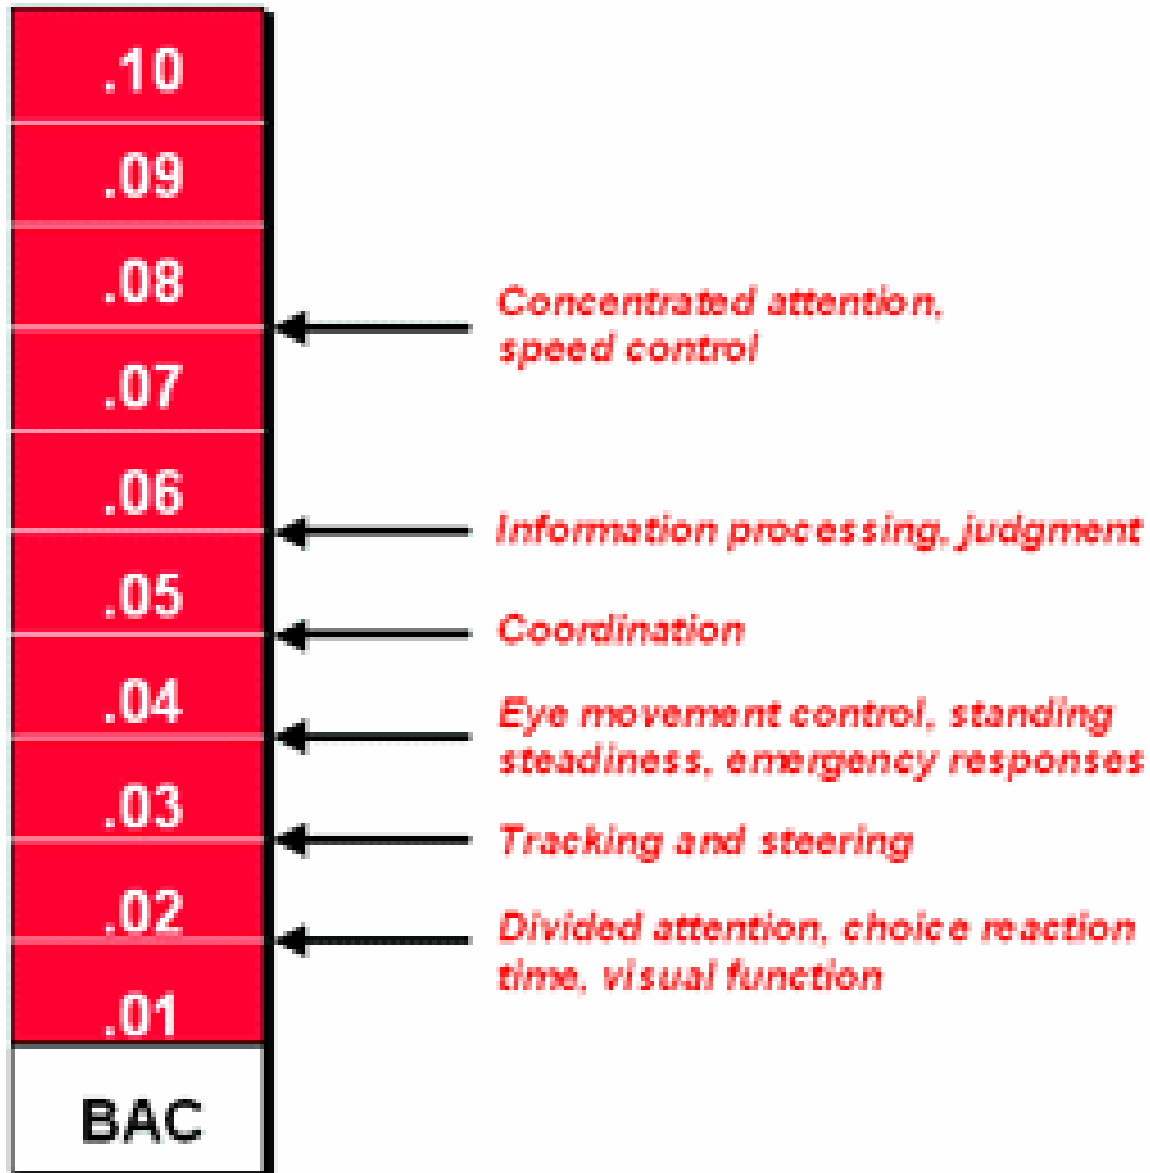 .10
.09
.08
Concentrated attention,
speed control
.07
.06
Information processing, judgment
.05
Coordination
.04
Eye movement control, standing
steadiness, emergency responses
.03
Tracking and steering
.02
Divided attention, choice reaction
time, visual function
.01
BAC